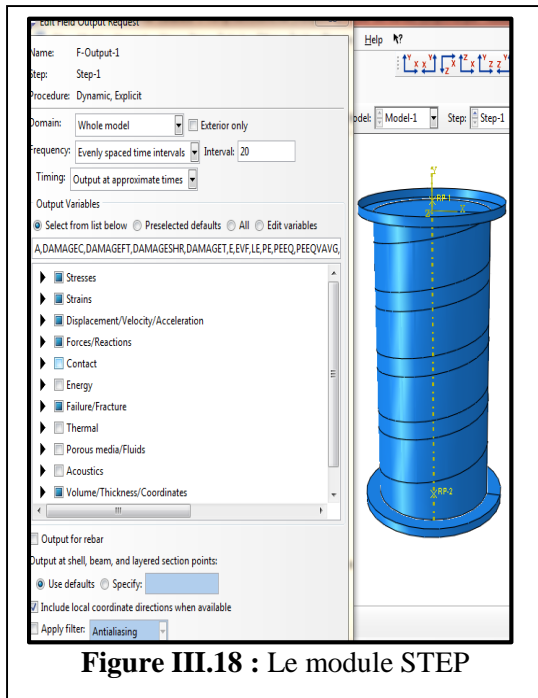 Edit Field Output Request
Name: F-Output-1
Step: Step-1
Procedure: Dynamic, Explicit
Domain: Whole model Exterior only
Frequency: Evenly spaced time intervals Interval: 20
Timing: Output at approximate times
Output Variables
Select from list below Preselected defaults All Edit variables
A,DAMAGEC,DAMAGEFT,DAMAGESHR,DAMAGET,E,EVF,LE,PE,PEEQ,PEEQVAVG,
Stresses
Strains
Displacement/Velocity/Acceleration
Forces/Reactions
Contact
Energy
Failure/Fracture
Thermal
Porous media/Fluids
Acoustics
Volume/Thickness/Coordinates
Output for rebar
Output at shell, beam, and layered section points:
Use defaults Specify:
Include local coordinate directions when available
Apply filter: Antialiasing
Help
Model: Model-1 Step: Step-1
Y
RP-1
X
RP-2
Figure III.18 : Le module STEP